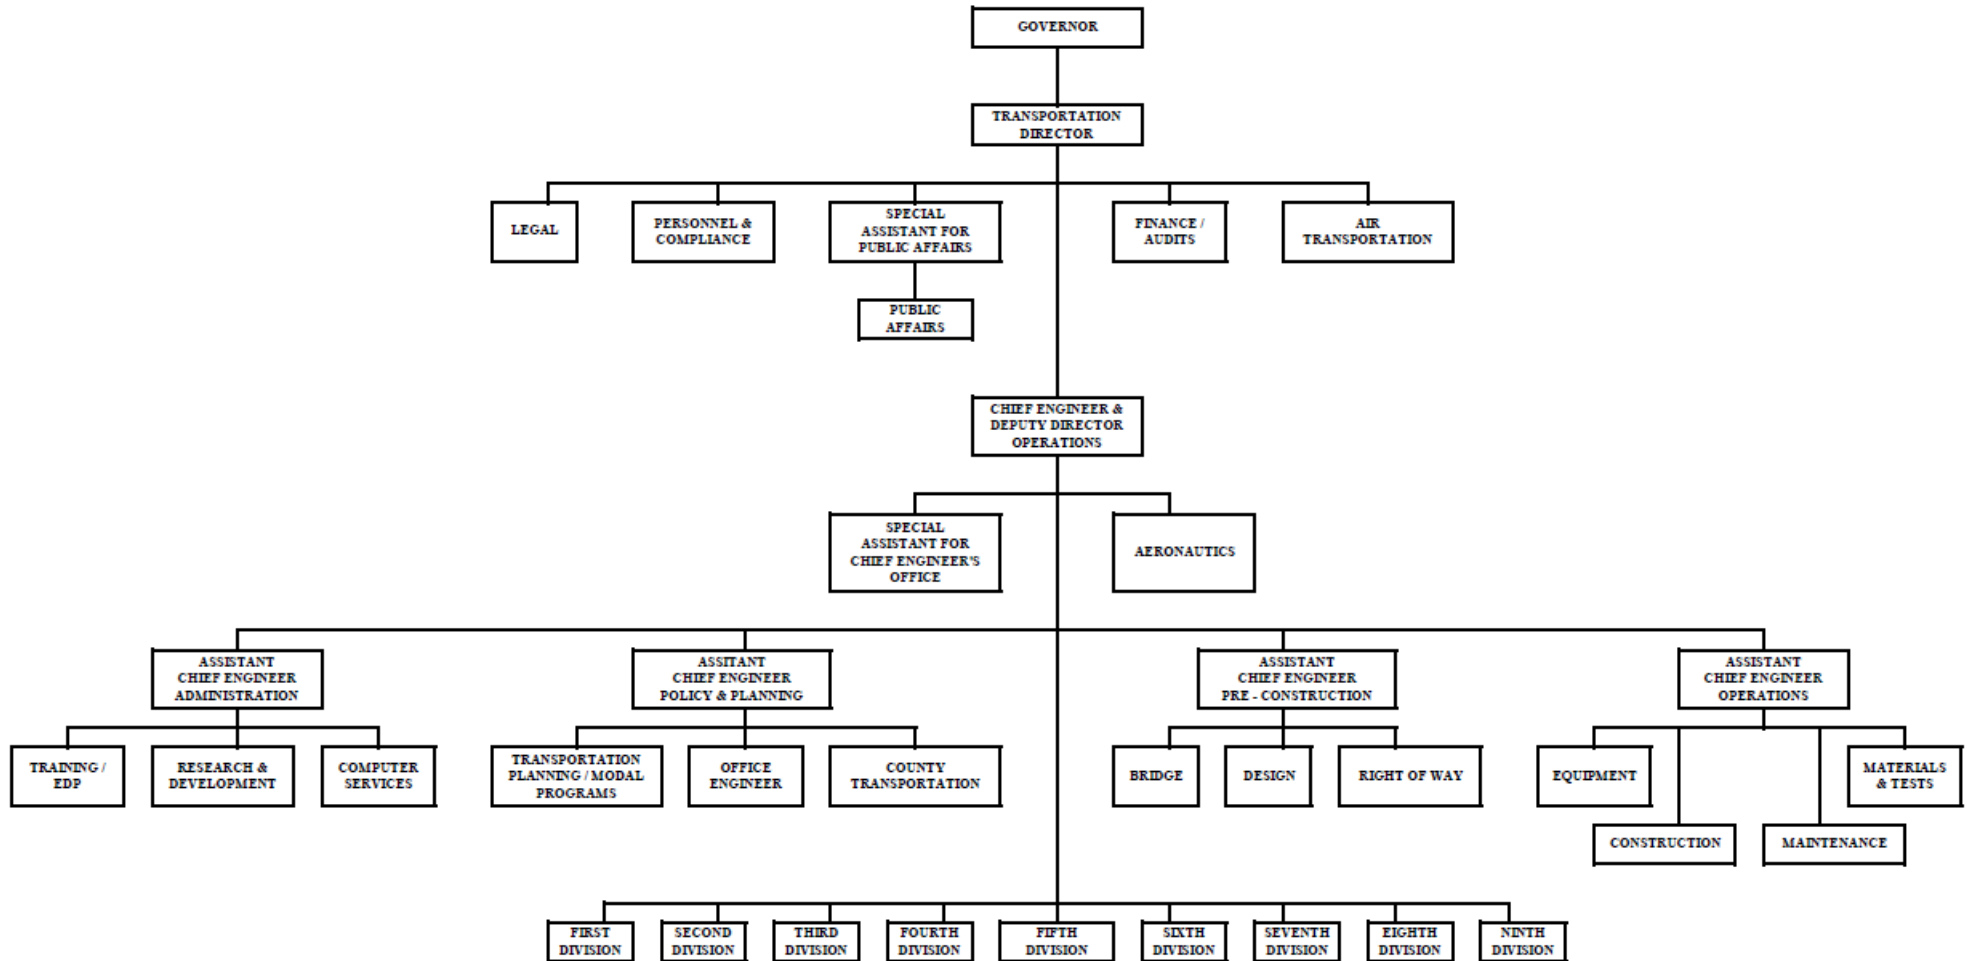 GOVERNOR
TRANSPORTATION
DIRECTOR
LEGAL
PERSONNEL &
COMPLIANCE
SPECIAL
ASSISTANT FOR
PUBLIC AFFAIRS
FINANCE /
AUDITS
AIR
TRANSPORTATION
PUBLIC
AFFAIRS
CHIEF ENGINEER &
DEPUTY DIRECTOR
OPERATIONS
SPECIAL
ASSISTANT FOR
CHIEF ENGINEER'S
OFFICE
AERONAUTICS
ASSISTANT
CHIEF ENGINEER
ADMINISTRATION
ASSITANT
CHIEF ENGINEER
POLICY & PLANNING
ASSISTANT
CHIEF ENGINEER
PRE - CONSTRUCTION
ASSISTANT
CHIEF ENGINEER
OPERATIONS
TRAINING /
EDP
RESEARCH &
DEVELOPMENT
COMPUTER
SERVICES
TRANSPORTATION
PLANNING / MODAL
PROGRAMS
OFFICE
ENGINEER
COUNTY
TRANSPORTATION
BRIDGE
DESIGN
RIGHT OF WAY
EQUIPMENT
MATERIALS
& TESTS
CONSTRUCTION
MAINTENANCE
FIRST
DIVISION
SECOND
DIVISION
THIRD
DIVISION
FOURTH
DIVISION
FIFTH
DIVISION
SIXTH
DIVISION
SEVENTH
DIVISION
EIGHTH
DIVISION
NINTH
DIVISION